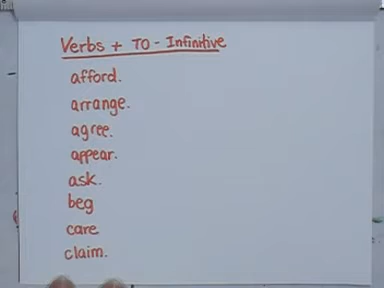 Verbs + TO - Infinitive
afford.
arrange.
agree.
appear.
ask.
beg
care
claim.